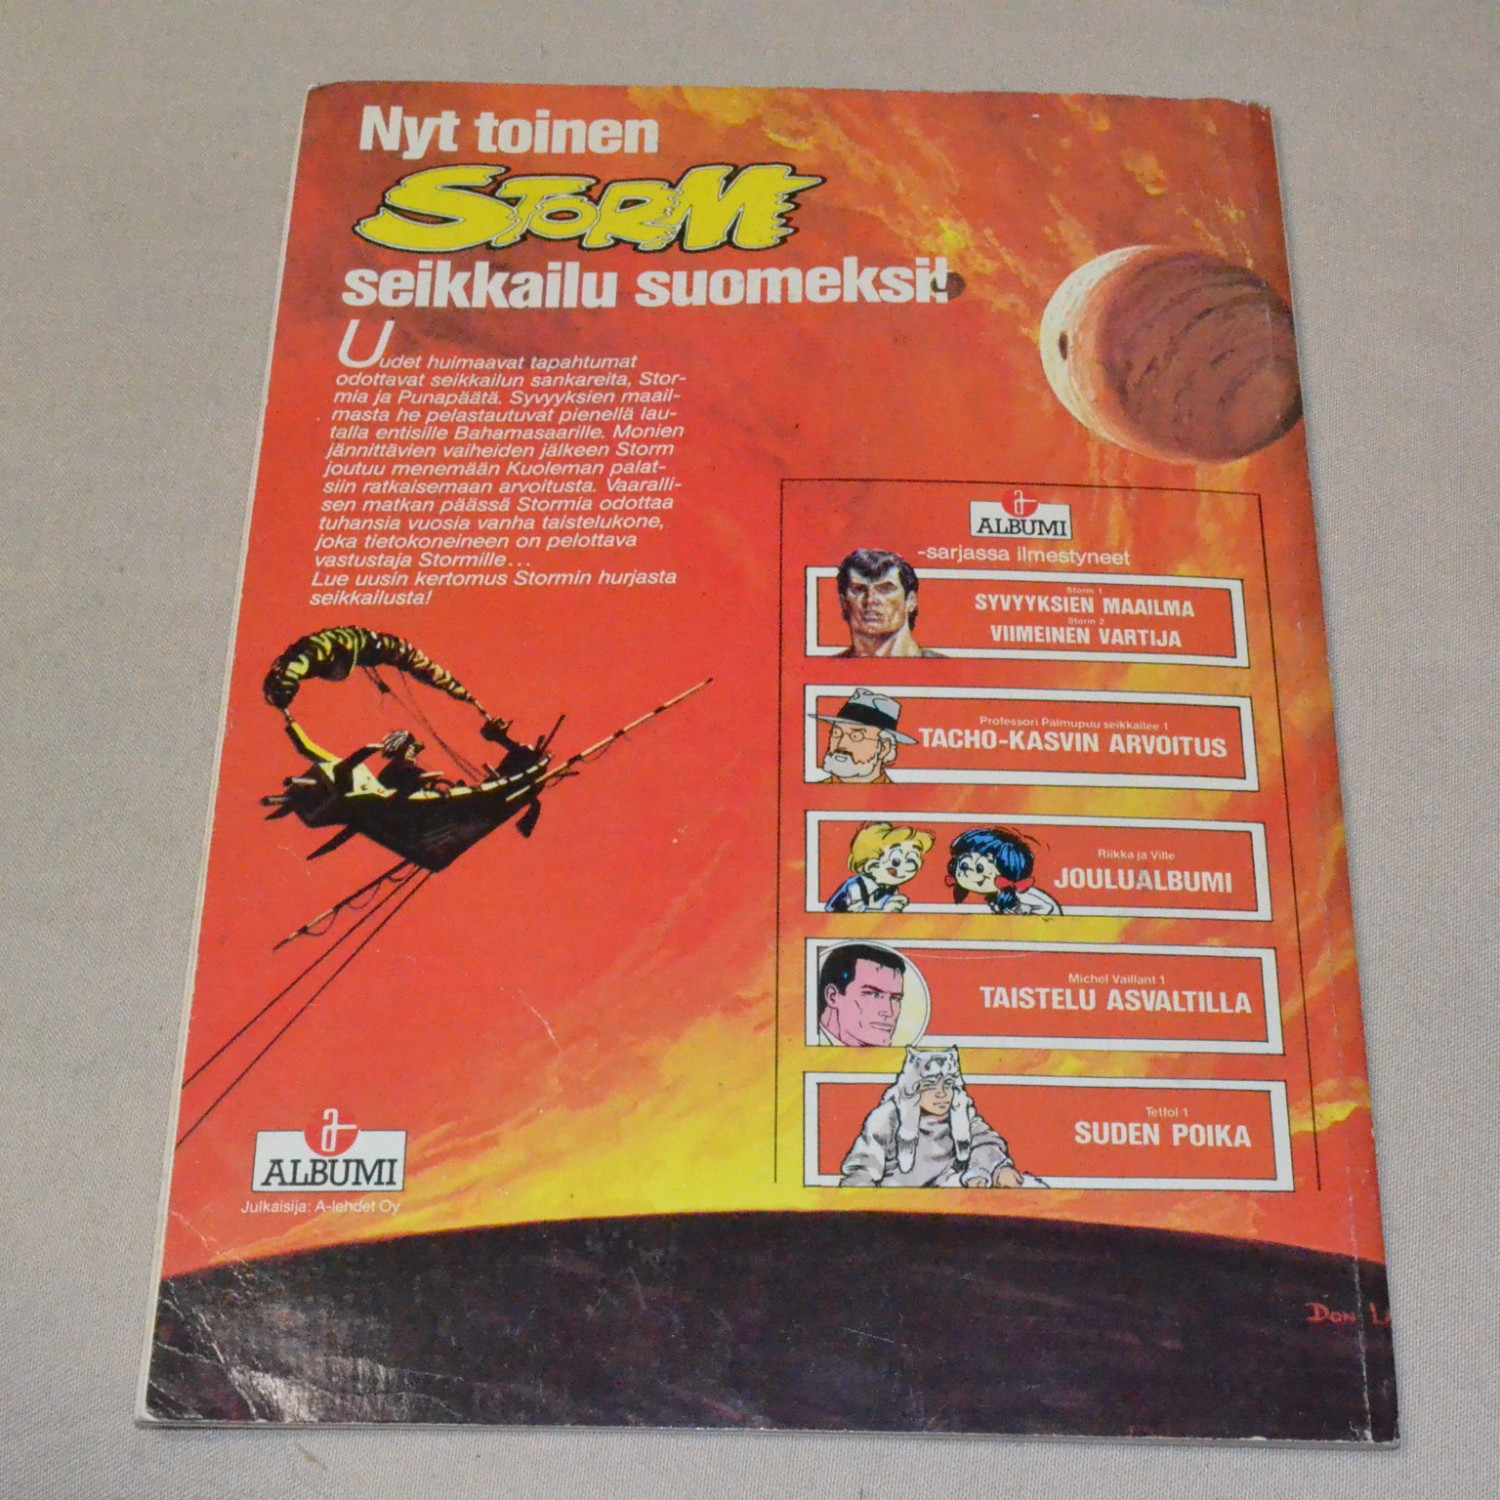 Nyt toinen
STORM
seikkailu suomeksi!
Uudet huimaavat tapahtumat
odottavat seikkailun sankareita, Stor-
mia ja Punapäätä. Syvyyksien maail-
masta he pelastautuvat pienellä lau-
talla entisille Bahamasaarille. Monien
jännittävien vaiheiden jälkeen Storm
joutuu menemään Kuoleman palat-
siin ratkaisemaan arvoitusta. Vaaralli-
sen matkan päässä Stormia odottaa
tuhansia vuosia vanha taistelukone,
joka tietokoneineen on pelottava
vastustaja Stormille...
Lue uusin kertomus Stormin hurjasta
seikkailusta!
a
ALBUMI
Julkaisija: A-lehdet Oy
a
ALBUMI
-sarjassa ilmestyneet
Storm 1
SYVYYKSIEN MAAILMA
Storm 2
VIIMEINEN VARTIJA
Professori Palmupuu seikkailee 1
TACHO-KASVIN ARVOITUS
Riikka ja Ville
JOULUALBUMI
Michel Vaillant 1
TAISTELU ASVALTILLA
Tetfol 1
SUDEN POIKA
DON